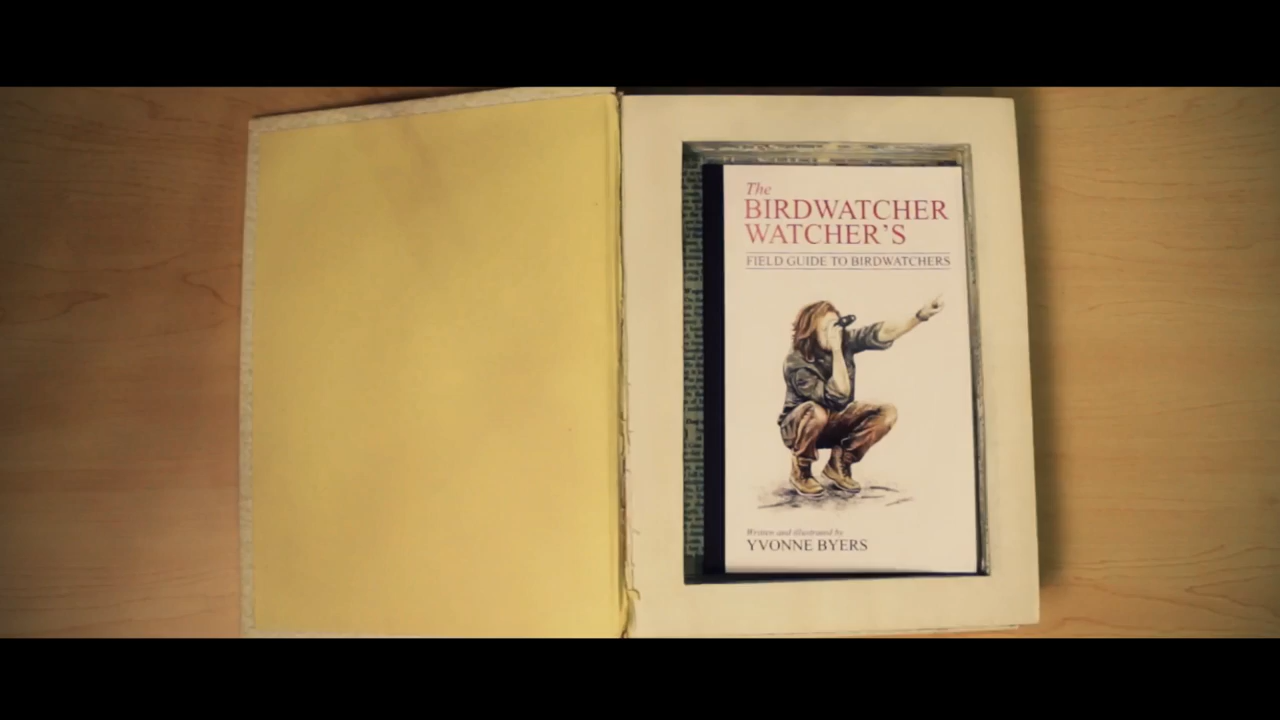 The
BIRDWATCHER
WATCHER'S
FIELD GUIDE TO BIRDWATCHERS
Written and illustrated by
YVONNE BYERS